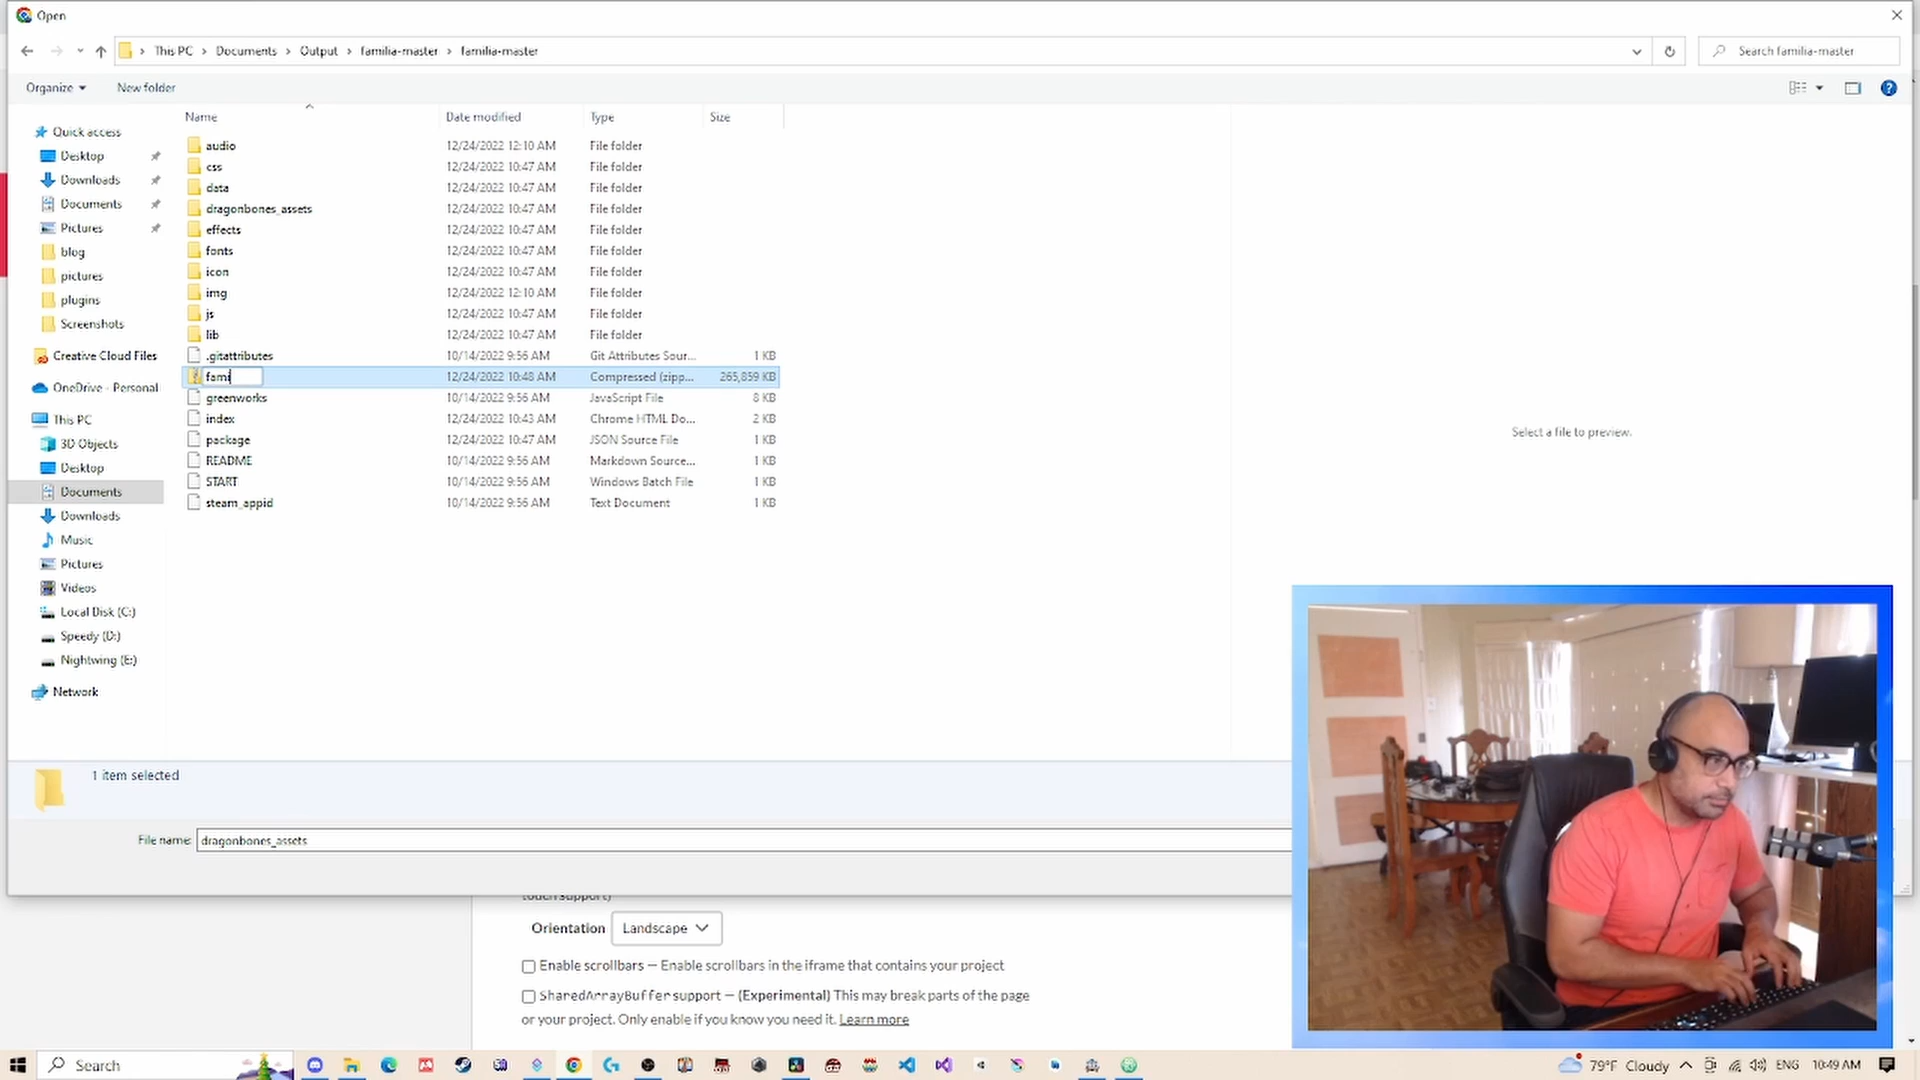 Open
This PC > Documents > Output > familia-master > familia-master
Search familia-master
Organize
New folder
Name
Date modified
Type
Size
Quick access
Desktop
Downloads
Documents
Pictures
blog
pictures
plugins
Screenshots
Creative Cloud Files
OneDrive - Personal
This PC
3D Objects
Desktop
Documents
Downloads
Music
Pictures
Videos
Local Disk (C:)
Speedy (D:)
Nightwing (E:)
Network
audio 12/24/2022 12:10 AM File folder
css 12/24/2022 10:47 AM File folder
data 12/24/2022 10:47 AM File folder
dragonbones_assets 12/24/2022 10:47 AM File folder
effects 12/24/2022 10:47 AM File folder
fonts 12/24/2022 10:47 AM File folder
icon 12/24/2022 10:47 AM File folder
img 12/24/2022 12:10 AM File folder
js 12/24/2022 10:47 AM File folder
lib 12/24/2022 10:47 AM File folder
.gitattributes 10/14/2022 9:56 AM Git Attributes Sour... 1 KB
fami 12/24/2022 10:48 AM Compressed (zipp... 265,859 KB
greenworks 10/14/2022 9:56 AM JavaScript File 8 KB
index 12/24/2022 10:43 AM Chrome HTML Do... 2 KB
package 12/24/2022 10:47 AM JSON Source File 1 KB
README 10/14/2022 9:56 AM Markdown Source... 1 KB
START 10/14/2022 9:56 AM Windows Batch File 1 KB
steam_appid 10/14/2022 9:56 AM Text Document 1 KB
Select a file to preview.
1 item selected
File name: dragonbones_assets
touch support)
Orientation Landscape
Enable scrollbars — Enable scrollbars in the iframe that contains your project
SharedArrayBuffer support — (Experimental) This may break parts of the page
or your project. Only enable if you know you need it. Learn more
Search
79°F Cloudy
ENG
10:49 AM